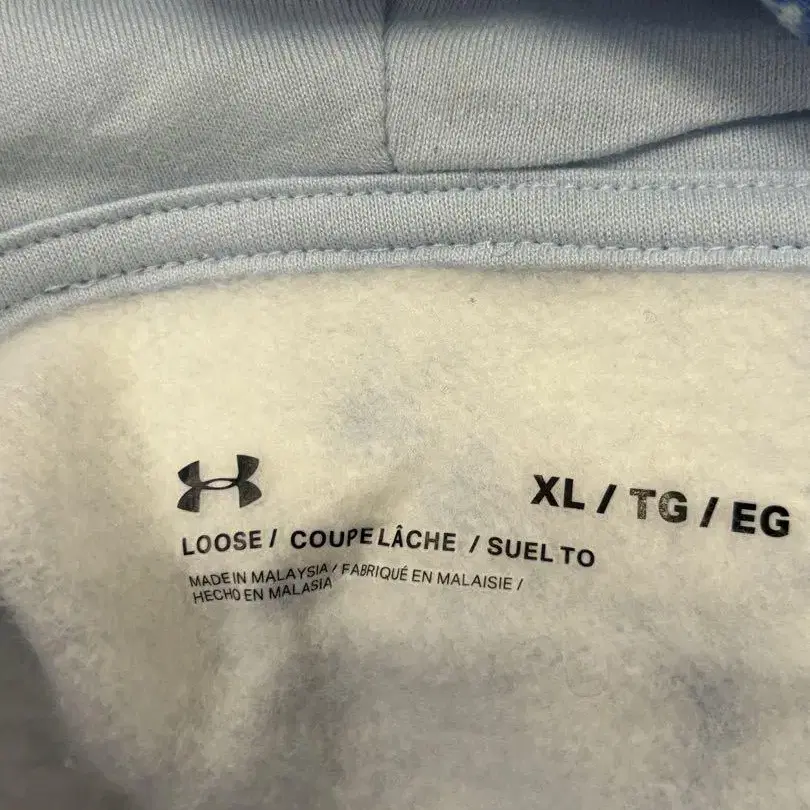 XL / TG / EG
LOOSE / COUPE LÂCHE / SUELTO
MADE IN MALAYSIA / FABRIQUÉ EN MALAISIE /
HECHO EN MALASIA